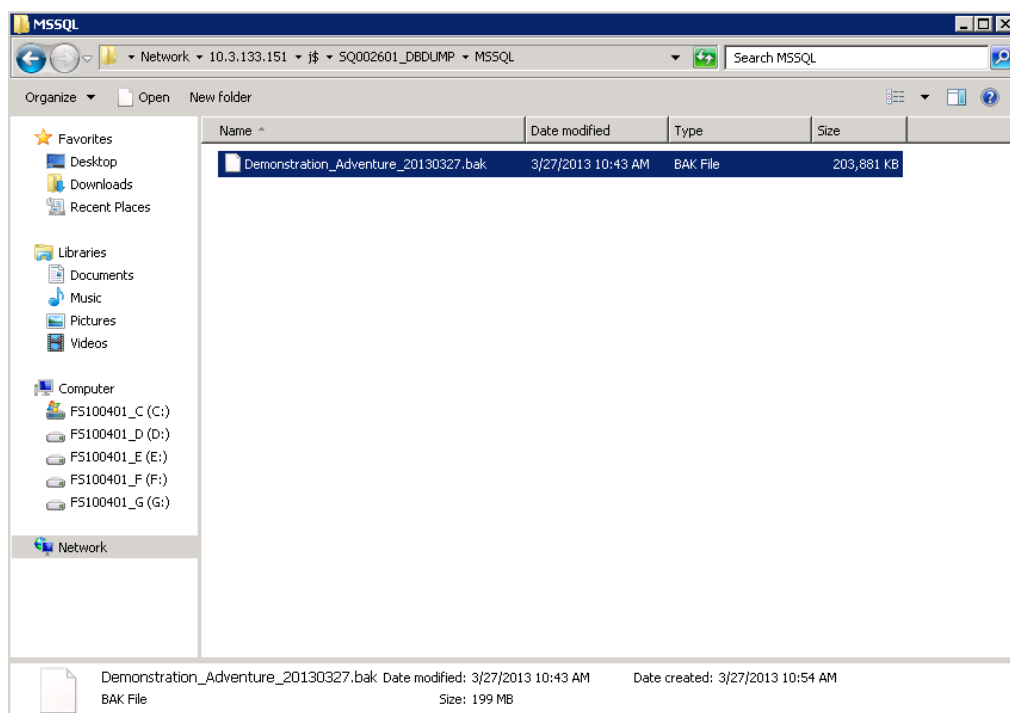 MSSQL
Network 10.3.133.151 j$ SQ002601_DBDUMP MSSQL Search MSSQL
Organize Open New folder
Name Date modified Type Size
Demonstration_Adventure_20130327.bak 3/27/2013 10:43 AM BAK File 203,881 KB
Favorites
Desktop
Downloads
Recent Places
Libraries
Documents
Music
Pictures
Videos
Computer
FS100401_C (C:)
FS100401_D (D:)
FS100401_E (E:)
FS100401_F (F:)
FS100401_G (G:)
Network
Demonstration_Adventure_20130327.bak Date modified: 3/27/2013 10:43 AM Date created: 3/27/2013 10:54 AM
BAK File Size: 199 MB